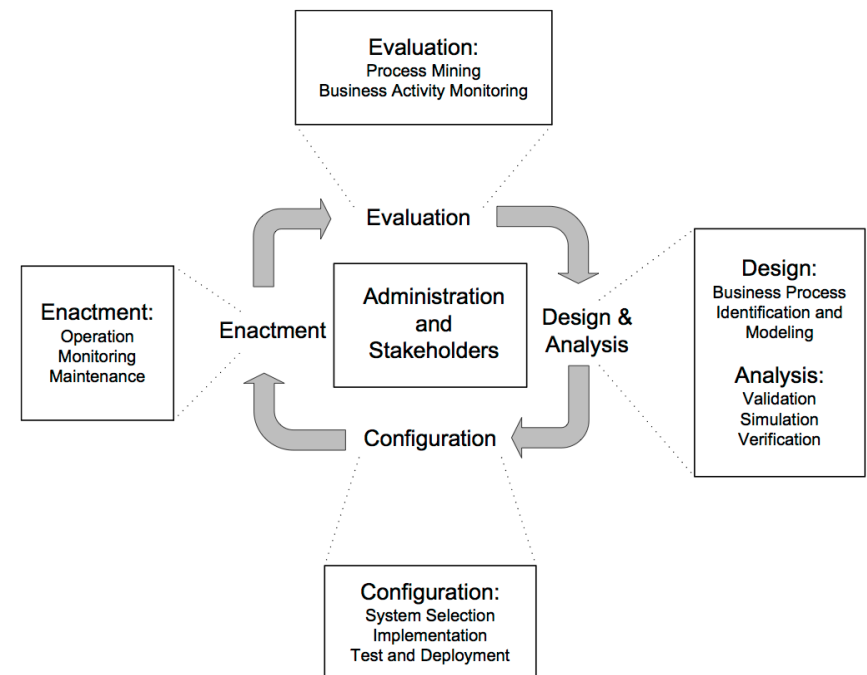 Evaluation:
Process Mining
Business Activity Monitoring
Evaluation
Design:
Business Process
Identification and
Modeling
Analysis:
Validation
Simulation
Verification
Enactment:
Operation
Monitoring
Maintenance
Enactment
Administration
and
Stakeholders
Design &
Analysis
Configuration
Configuration:
System Selection
Implementation
Test and Deployment